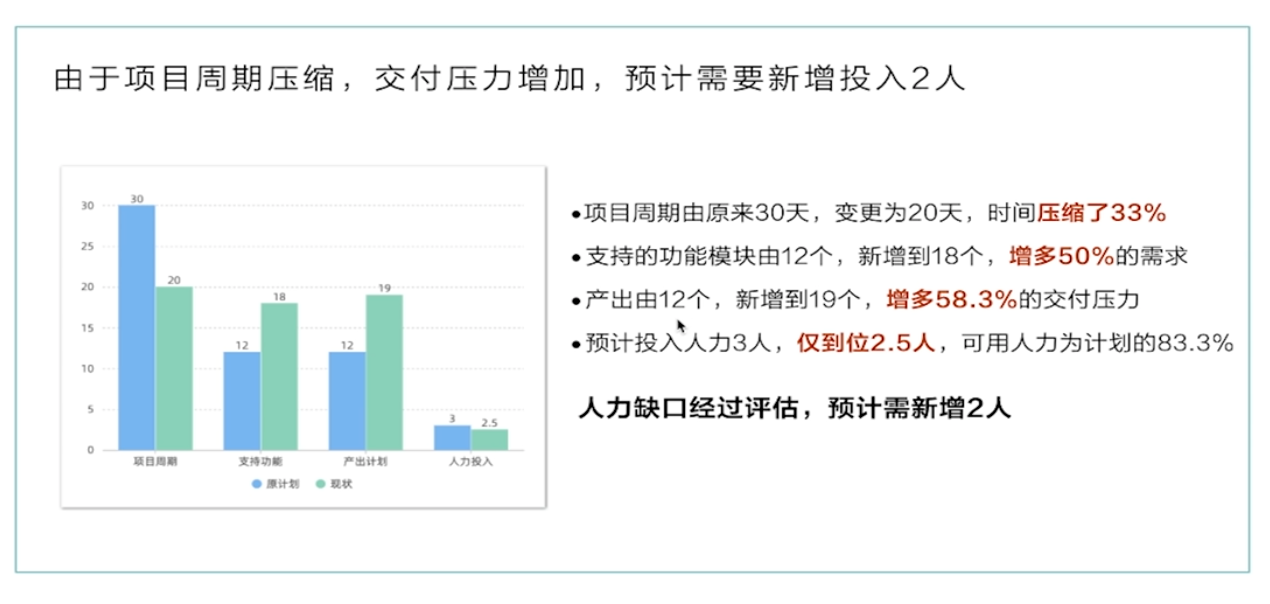 由于项目周期压缩，交付压力增加，预计需要新增投入2人
30
25
20
15
10
5
0
30
20
12
18
12
19
3
2.5
项目周期
支持功能
产出计划
人力投入
原计划
现状
•项目周期由原来30天，变更为20天，时间压缩了33%
•支持的功能模块由12个，新增到18个，增多50%的需求
•产出由12个，新增到19个，增多58.3%的交付压力
•预计投入人力3人，仅到位2.5人，可用人力为计划的83.3%
人力缺口经过评估，预计需新增2人